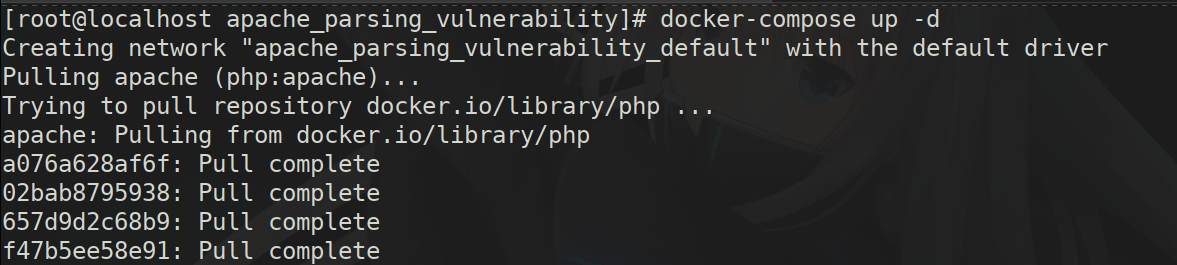 [root@localhost apache_parsing_vulnerability]# docker-compose up -d
Creating network "apache_parsing_vulnerability_default" with the default driver
Pulling apache (php:apache)...
Trying to pull repository docker.io/library/php ...
apache: Pulling from docker.io/library/php
a076a628af6f: Pull complete
02bab8795938: Pull complete
657d9d2c68b9: Pull complete
f47b5ee58e91: Pull complete